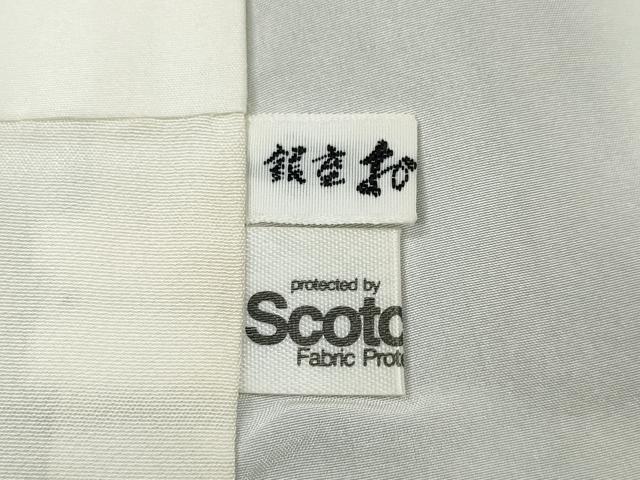 銀座
protected by
Scotc
Fabric Prote